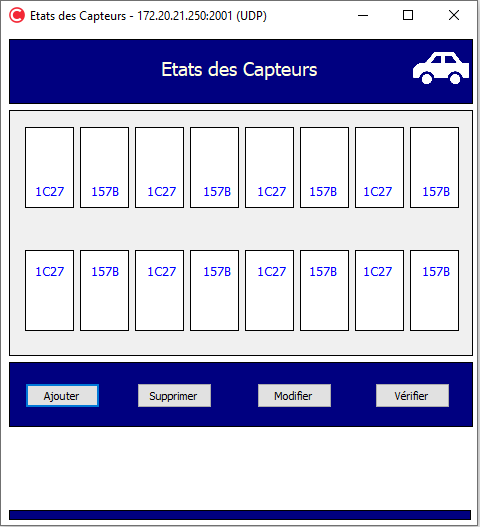 Etats des Capteurs - 172.20.21.250:2001 (UDP)
Etats des Capteurs
1C27 157B 1C27 157B 1C27 157B 1C27 157B
1C27 157B 1C27 157B 1C27 157B 1C27 157B
Ajouter Supprimer Modifier Vérifier